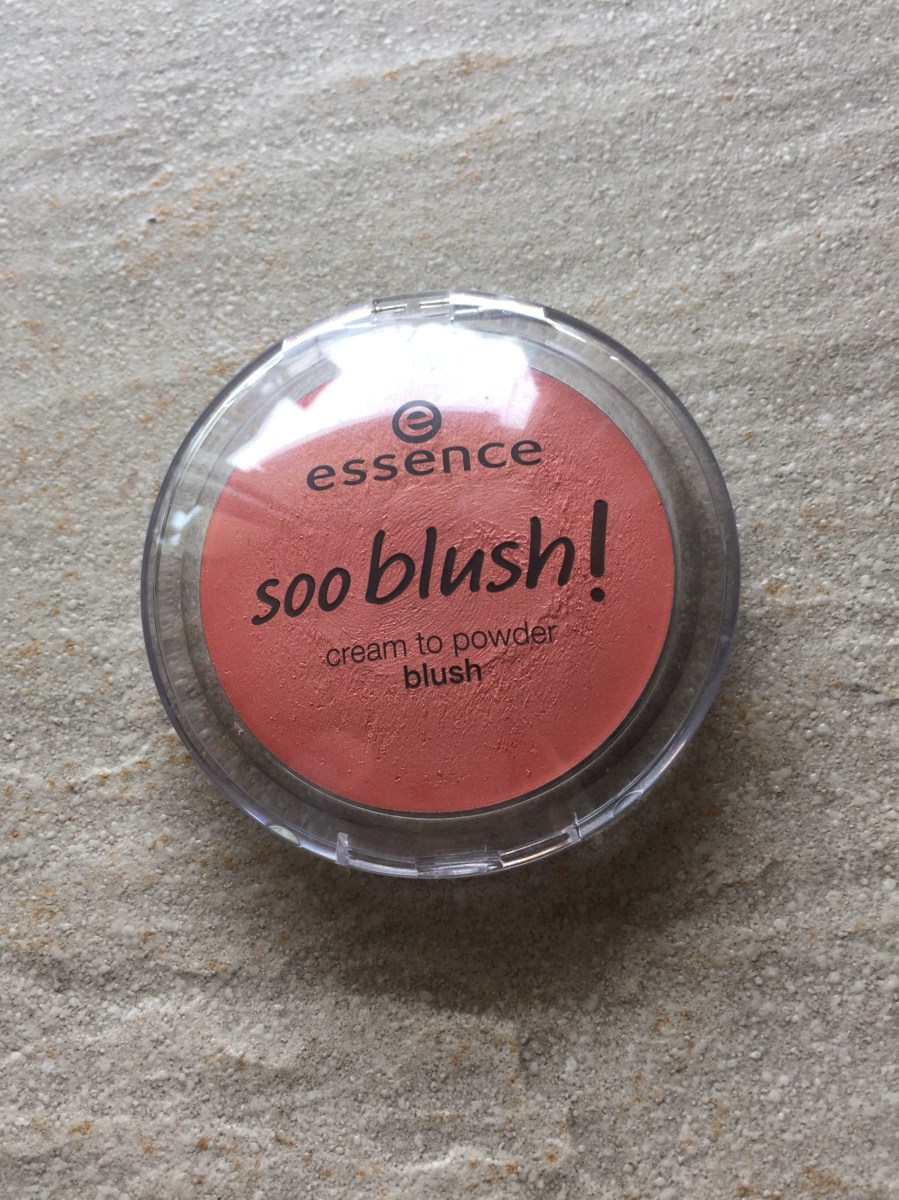 e
essence
soo blush!
cream to powder
blush